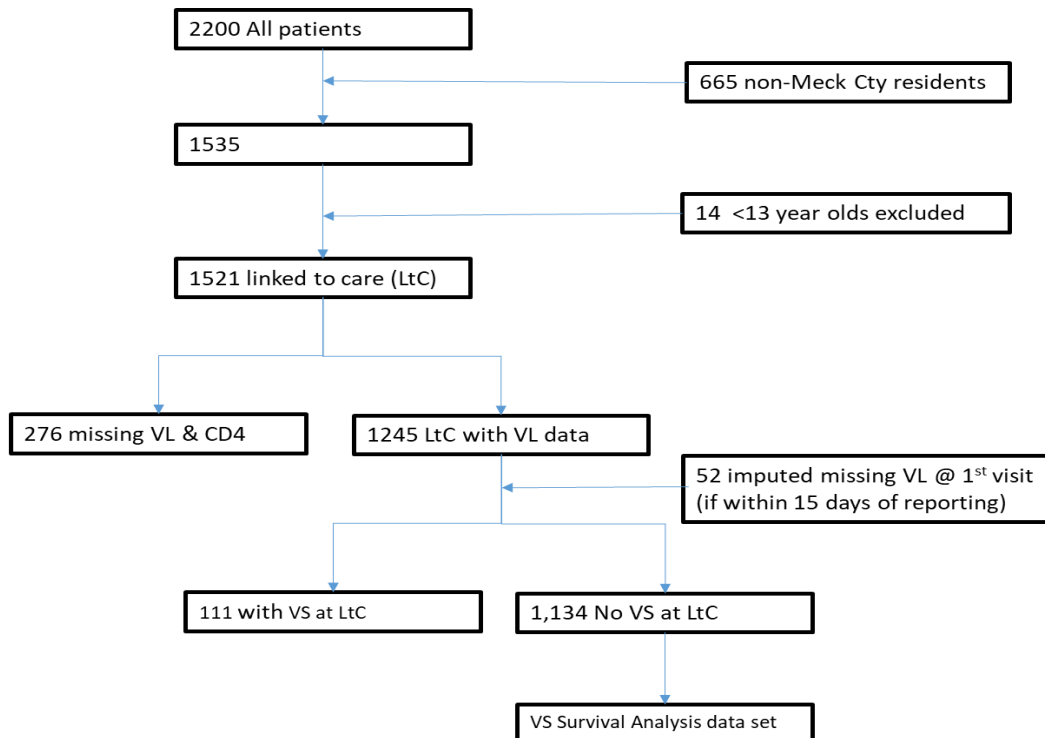 2200 All patients
665 non-Meck Cty residents
1535
14 <13 year olds excluded
1521 linked to care (LtC)
276 missing VL & CD4
1245 LtC with VL data
52 imputed missing VL @ 1st visit
(if within 15 days of reporting)
111 with VS at LtC
1,134 No VS at LtC
VS Survival Analysis data set